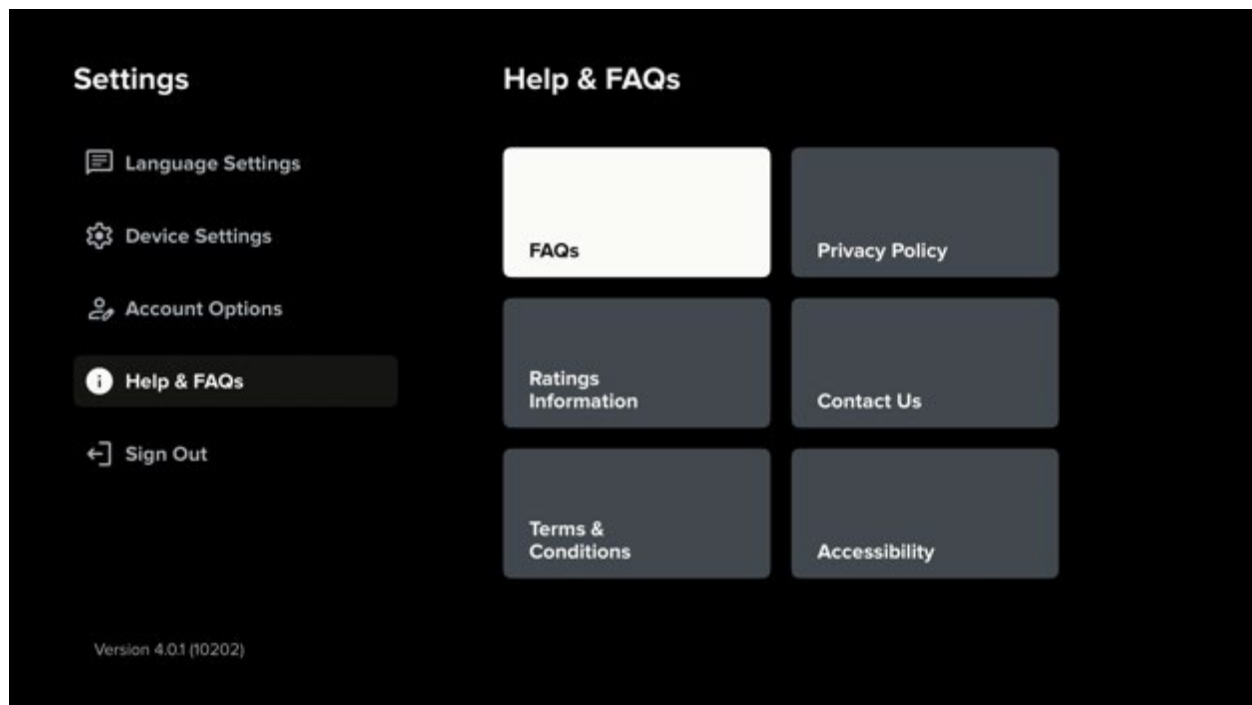 Settings
Language Settings
Device Settings
Account Options
Help & FAQs
Sign Out
Version 4.0.1 (10202)
Help & FAQs
FAQs
Privacy Policy
Ratings
Information
Contact Us
Terms &
Conditions
Accessibility